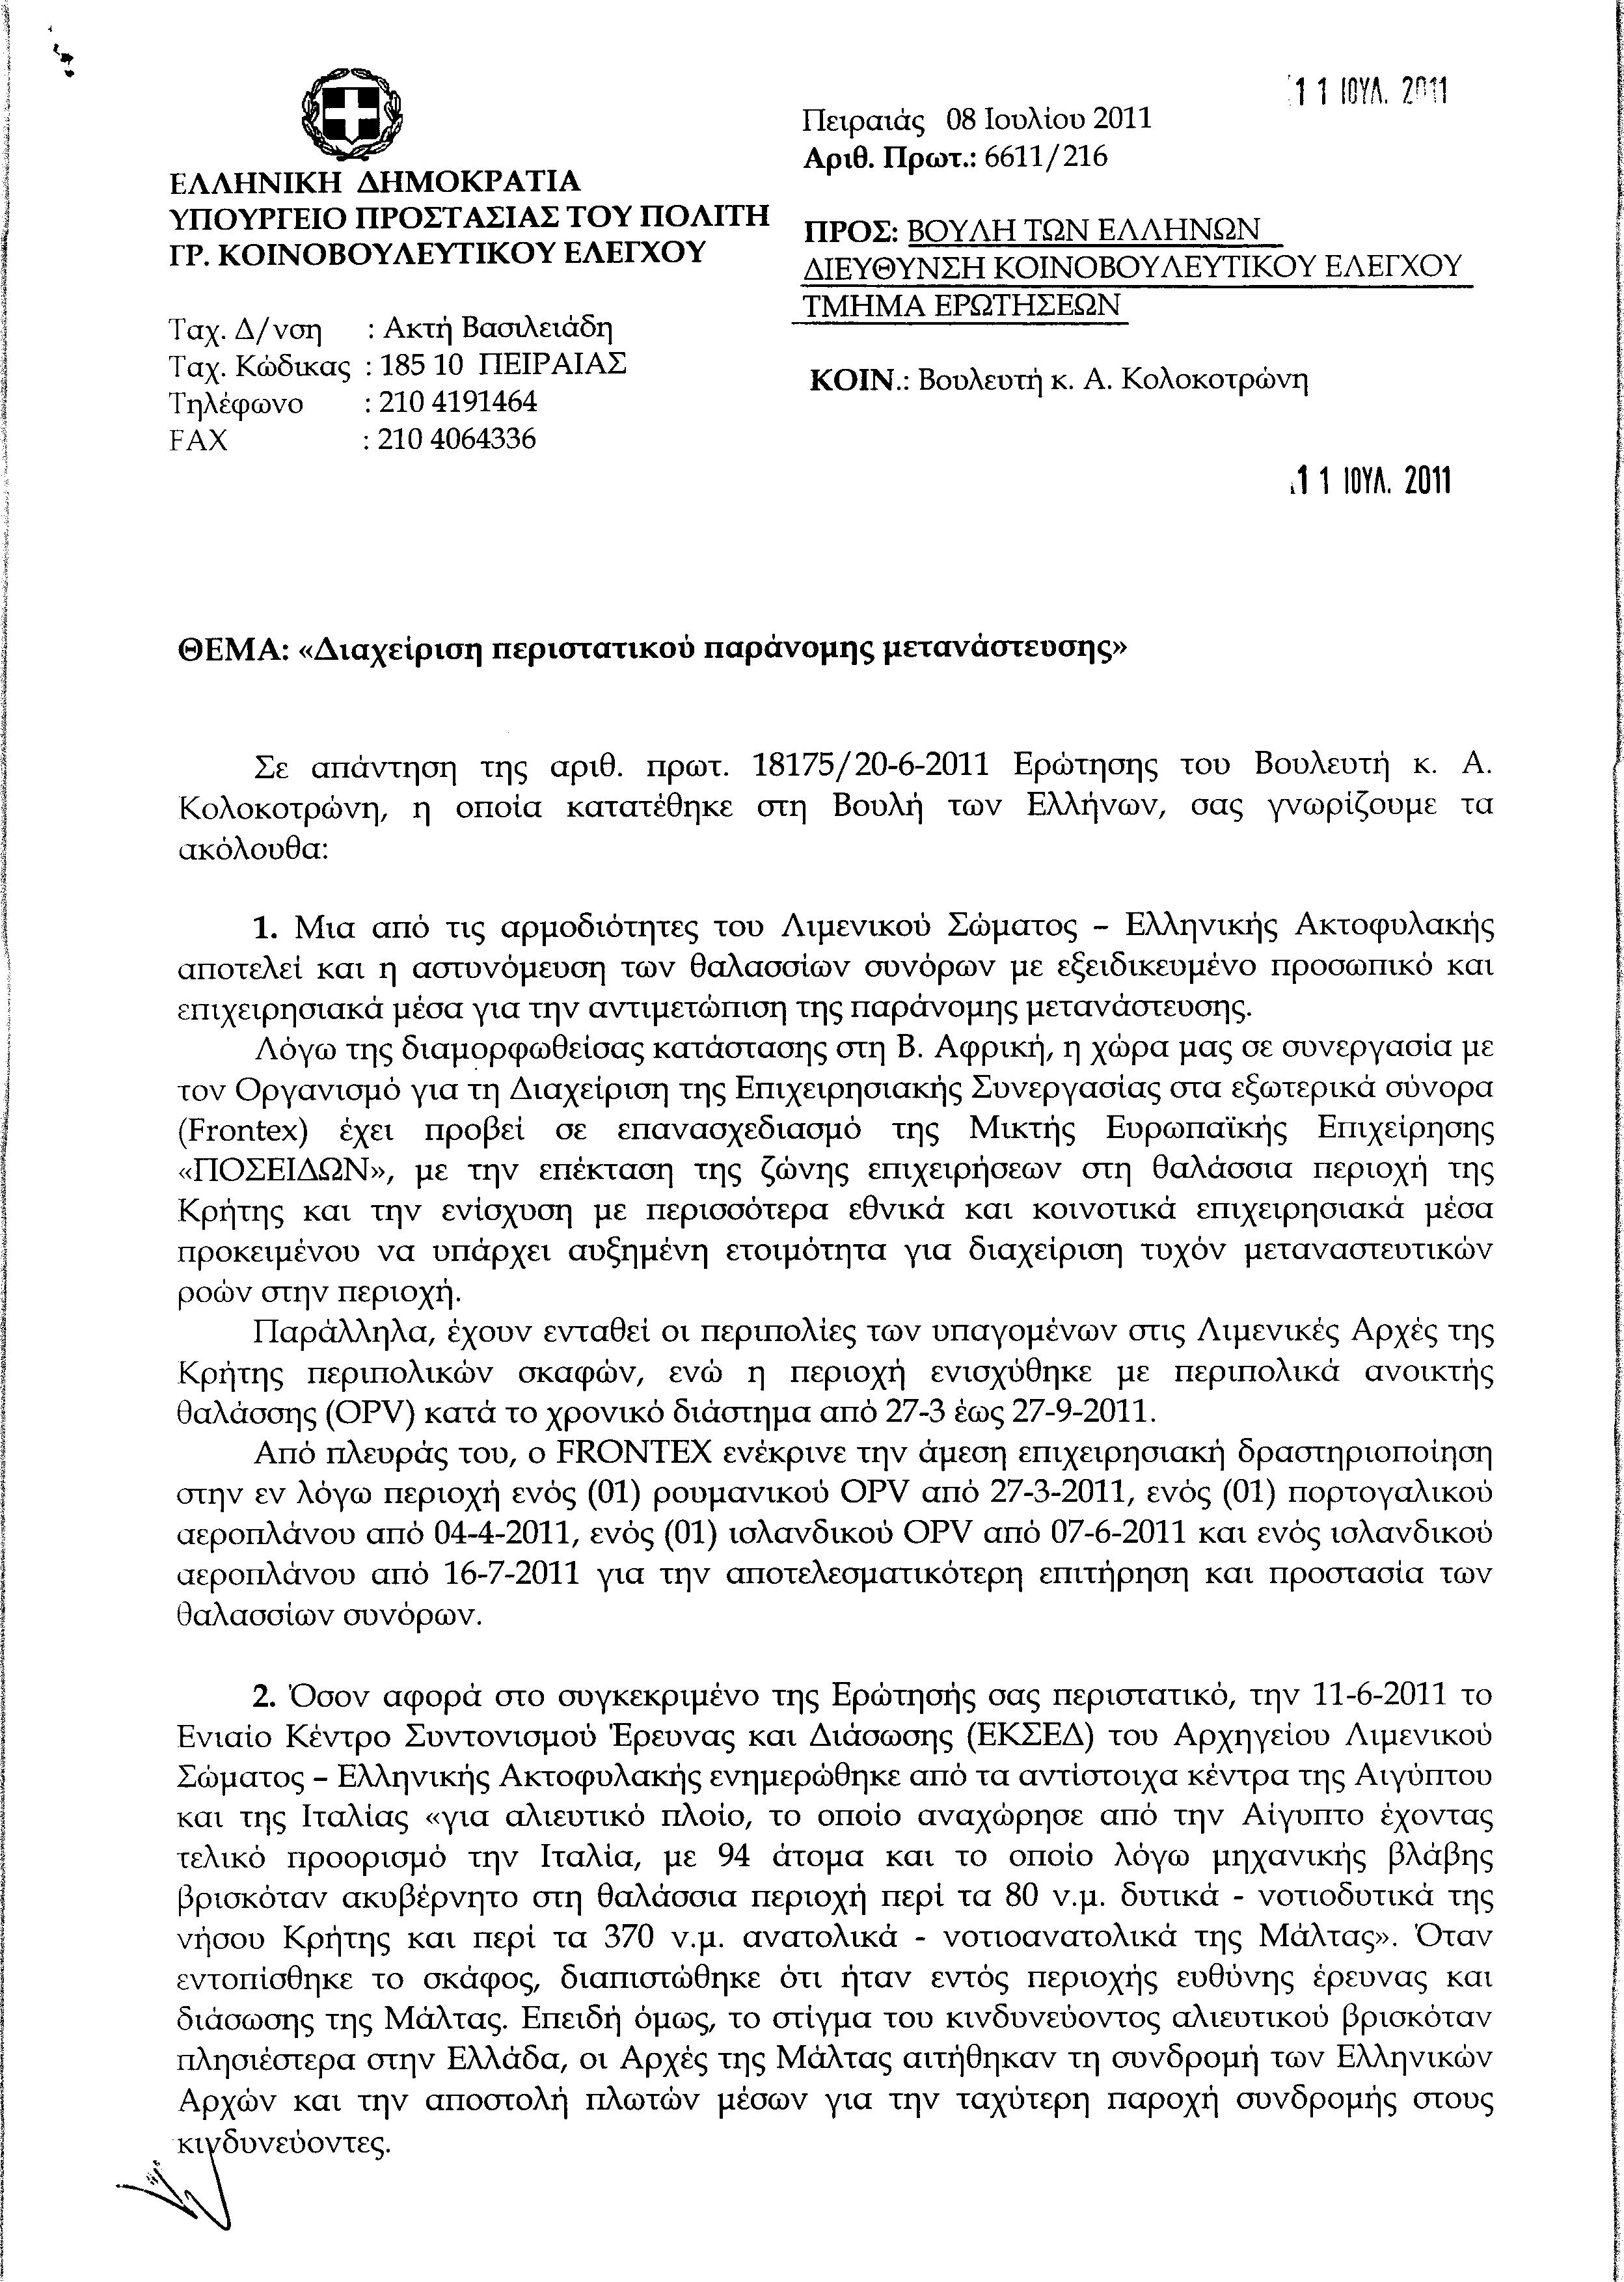 11 ΙΟΥΛ. 2011
Πειραιάς 08 Ιουλίου 2011
Αριθ. Πρωτ.: 6611/216
ΕΛΛΗΝΙΚΗ ΔΗΜΟΚΡΑΤΙΑ
ΥΠΟΥΡΓΕΙΟ ΠΡΟΣΤΑΣΙΑΣ ΤΟΥ ΠΟΛΙΤΗ
ΓΡ. ΚΟΙΝΟΒΟΥΛΕΥΤΙΚΟΥ ΕΛΕΓΧΟΥ
ΠΡΟΣ: ΒΟΥΛΗ ΤΩΝ ΕΛΛΗΝΩΝ
ΔΙΕΥΘΥΝΣΗ ΚΟΙΝΟΒΟΥΛΕΥΤΙΚΟΥ ΕΛΕΓΧΟΥ
ΤΜΗΜΑ ΕΡΩΤΗΣΕΩΝ
Ταχ. Δ/νση : Ακτή Βασιλειάδη
Ταχ. Κώδικας : 185 10 ΠΕΙΡΑΙΑΣ
Τηλέφωνο : 210 4191464
FAX : 210 4064336
ΚΟΙΝ.: Βουλευτή κ. Α. Κολοκοτρώνη
11 ΙΟΥΛ. 2011
ΘΕΜΑ: «Διαχείριση περιστατικού παράνομης μετανάστευσης»
Σε απάντηση της αριθ. πρωτ. 18175/20-6-2011 Ερώτησης του Βουλευτή κ. Α.
Κολοκοτρώνη, η οποία κατατέθηκε στη Βουλή των Ελλήνων, σας γνωρίζουμε τα
ακόλουθα:
1. Μια από τις αρμοδιότητες του Λιμενικού Σώματος – Ελληνικής Ακτοφυλακής
αποτελεί και η αστυνόμευση των θαλασσίων συνόρων με εξειδικευμένο προσωπικό και
επιχειρησιακά μέσα για την αντιμετώπιση της παράνομης μετανάστευσης.
Λόγω της διαμορφωθείσας κατάστασης στη Β. Αφρική, η χώρα μας σε συνεργασία με
τον Οργανισμό για τη Διαχείριση της Επιχειρησιακής Συνεργασίας στα εξωτερικά σύνορα
(Frontex) έχει προβεί σε επανασχεδιασμό της Μικτής Ευρωπαϊκής Επιχείρησης
«ΠΟΣΕΙΔΩΝ», με την επέκταση της ζώνης επιχειρήσεων στη θαλάσσια περιοχή της
Κρήτης και την ενίσχυση με περισσότερα εθνικά και κοινοτικά επιχειρησιακά μέσα
προκειμένου να υπάρχει αυξημένη ετοιμότητα για διαχείριση τυχόν μεταναστευτικών
ροών στην περιοχή.
Παράλληλα, έχουν ενταθεί οι περιπολίες των υπαγομένων στις Λιμενικές Αρχές της
Κρήτης περιπολικών σκαφών, ενώ η περιοχή ενισχύθηκε με περιπολικά ανοικτής
θαλάσσης (OPV) κατά το χρονικό διάστημα από 27-3 έως 27-9-2011.
Από πλευράς του, ο FRONTEX ενέκρινε την άμεση επιχειρησιακή δραστηριοποίηση
στην εν λόγω περιοχή ενός (01) ρουμανικού OPV από 27-3-2011, ενός (01) πορτογαλικού
αεροπλάνου από 04-4-2011, ενός (01) ισλανδικού OPV από 07-6-2011 και ενός ισλανδικού
αεροπλάνου από 16-7-2011 για την αποτελεσματικότερη επιτήρηση και προστασία των
θαλασσίων συνόρων.
2. Όσον αφορά στο συγκεκριμένο της Ερώτησής σας περιστατικό, την 11-6-2011 το
Ενιαίο Κέντρο Συντονισμού Έρευνας και Διάσωσης (ΕΚΣΕΔ) του Αρχηγείου Λιμενικού
Σώματος – Ελληνικής Ακτοφυλακής ενημερώθηκε από τα αντίστοιχα κέντρα της Αιγύπτου
και της Ιταλίας «για αλιευτικό πλοίο, το οποίο αναχώρησε από την Αίγυπτο έχοντας
τελικό προορισμό την Ιταλία, με 94 άτομα και το οποίο λόγω μηχανικής βλάβης
βρισκόταν ακυβέρνητο στη θαλάσσια περιοχή περί τα 80 ν.μ. δυτικά - νοτιοδυτικά της
νήσου Κρήτης και περί τα 370 ν.μ. ανατολικά - νοτιοανατολικά της Μάλτας». Όταν
εντοπίσθηκε το σκάφος, διαπιστώθηκε ότι ήταν εντός περιοχής ευθύνης έρευνας και
διάσωσης της Μάλτας. Επειδή όμως, το στίγμα του κινδυνεύοντος αλιευτικού βρισκόταν
πλησιέστερα στην Ελλάδα, οι Αρχές της Μάλτας αιτήθηκαν τη συνδρομή των Ελληνικών
Αρχών και την αποστολή πλωτών μέσων για την ταχύτερη παροχή συνδρομής στους
κινδυνεύοντες.